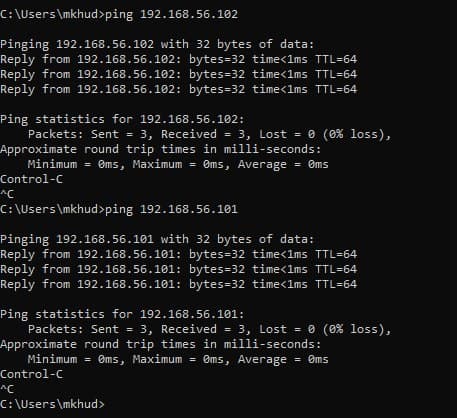 C:\Users\mkhud>ping 192.168.56.102
Pinging 192.168.56.102 with 32 bytes of data:
Reply from 192.168.56.102: bytes=32 time<1ms TTL=64
Reply from 192.168.56.102: bytes=32 time<1ms TTL=64
Reply from 192.168.56.102: bytes=32 time<1ms TTL=64
Ping statistics for 192.168.56.102:
    Packets: Sent = 3, Received = 3, Lost = 0 (0% loss),
Approximate round trip times in milli-seconds:
    Minimum = 0ms, Maximum = 0ms, Average = 0ms
Control-C
^C
C:\Users\mkhud>ping 192.168.56.101
Pinging 192.168.56.101 with 32 bytes of data:
Reply from 192.168.56.101: bytes=32 time<1ms TTL=64
Reply from 192.168.56.101: bytes=32 time<1ms TTL=64
Reply from 192.168.56.101: bytes=32 time<1ms TTL=64
Ping statistics for 192.168.56.101:
    Packets: Sent = 3, Received = 3, Lost = 0 (0% loss),
Approximate round trip times in milli-seconds:
    Minimum = 0ms, Maximum = 0ms, Average = 0ms
Control-C
^C
C:\Users\mkhud>